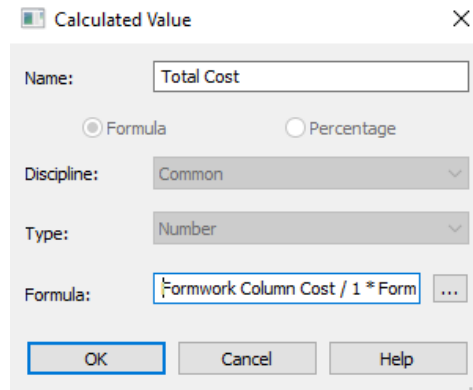 Calculated Value
Name: Total Cost
Formula Percentage
Discipline: Common
Type: Number
Formula: Formwork Column Cost / 1 * Form ...
OK Cancel Help